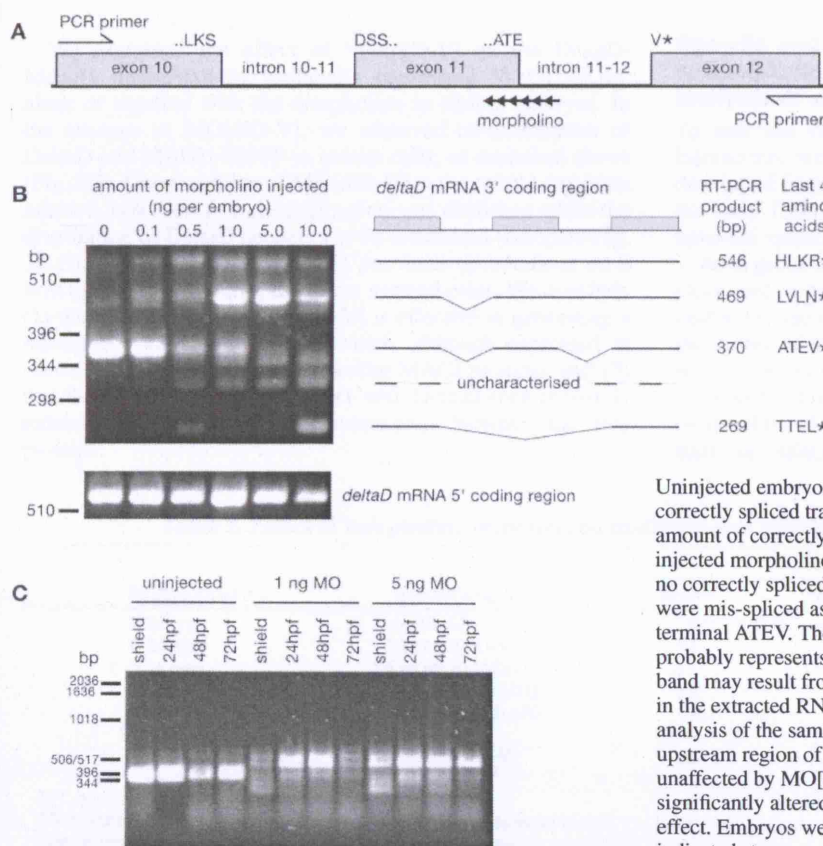 A
PCR primer
..LKS
DSS..
..ATE
V*
exon 10
intron 10-11
exon 11
intron 11-12
exon 12
morpholino
PCR primer
B
amount of morpholino injected
(ng per embryo)
0 0.1 0.5 1.0 5.0 10.0
bp
510
396
344
298
510
deltaD mRNA 3' coding region
RT-PCR
product
(bp)
Last 4
amino
acids
546 HLKR*
469 LVLN*
370 ATEV*
uncharacterised
269 TTEL*
deltaD mRNA 5' coding region
C
uninjected 1 ng MO 5 ng MO
shield 24hpf 48hpf 72hpf shield 24hpf 48hpf 72hpf shield 24hpf 48hpf 72hpf
bp
2036
1636
1018
506/517
396
344
Uninjected embryo
correctly spliced tra
amount of correctly
injected morpholino
no correctly spliced
were mis-spliced as
terminal ATEV. The
probably represents
band may result fro
in the extracted RN
analysis of the sam
upstream region of
unaffected by MO[
significantly altered
effect. Embryos we